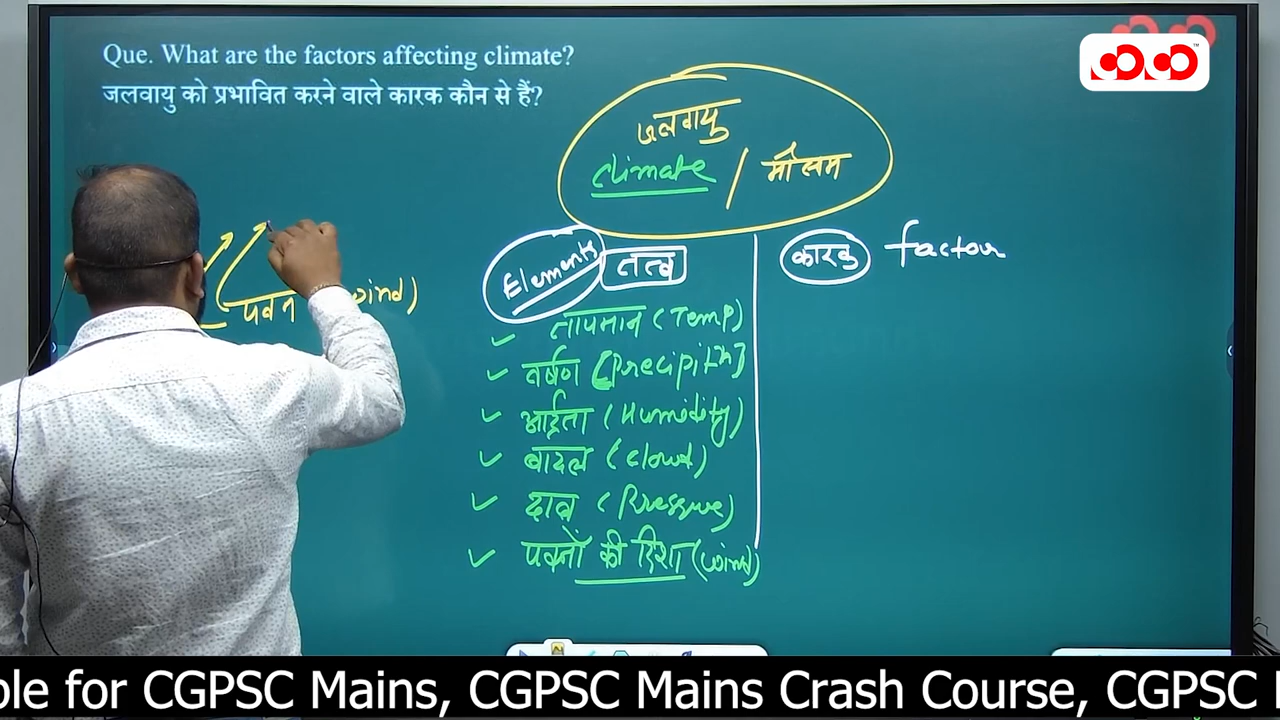 Que. What are the factors affecting climate?
जलवायु को प्रभावित करने वाले कारक कौन से हैं?
जलवायु
climate / मौसम
Elements तत्व
कारक factor
पवन wind)
तापमान (Temp)
वर्षण (Precipitn)
आर्द्रता (Humidity)
बादल (cloud)
दाब (Pressure)
पवनों की दिशा (wind)
ple for CGPSC Mains, CGPSC Mains Crash Course, CGPSC